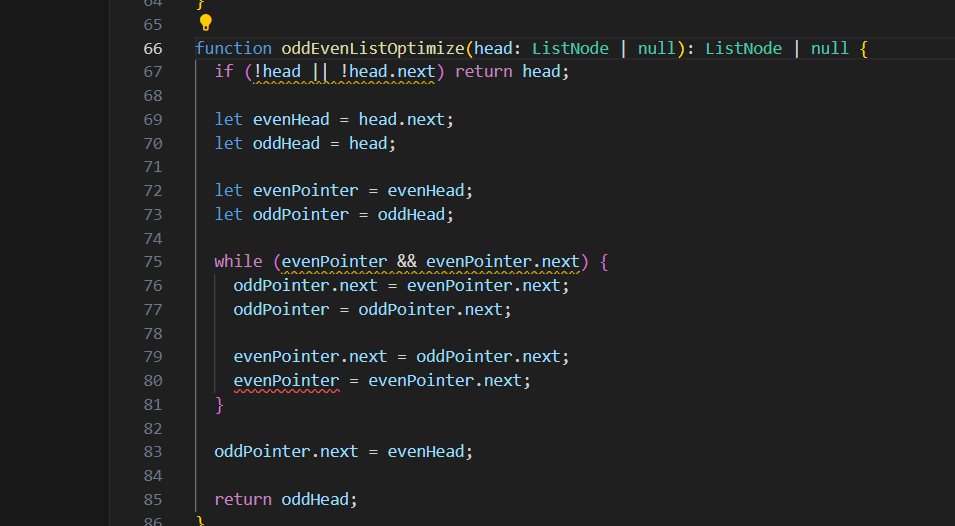 64 }
65
66 function oddEvenListOptimize(head: ListNode | null): ListNode | null {
67 if (!head || !head.next) return head;
68
69 let evenHead = head.next;
70 let oddHead = head;
71
72 let evenPointer = evenHead;
73 let oddPointer = oddHead;
74
75 while (evenPointer && evenPointer.next) {
76 oddPointer.next = evenPointer.next;
77 oddPointer = oddPointer.next;
78
79 evenPointer.next = oddPointer.next;
80 evenPointer = evenPointer.next;
81 }
82
83 oddPointer.next = evenHead;
84
85 return oddHead;
86 }